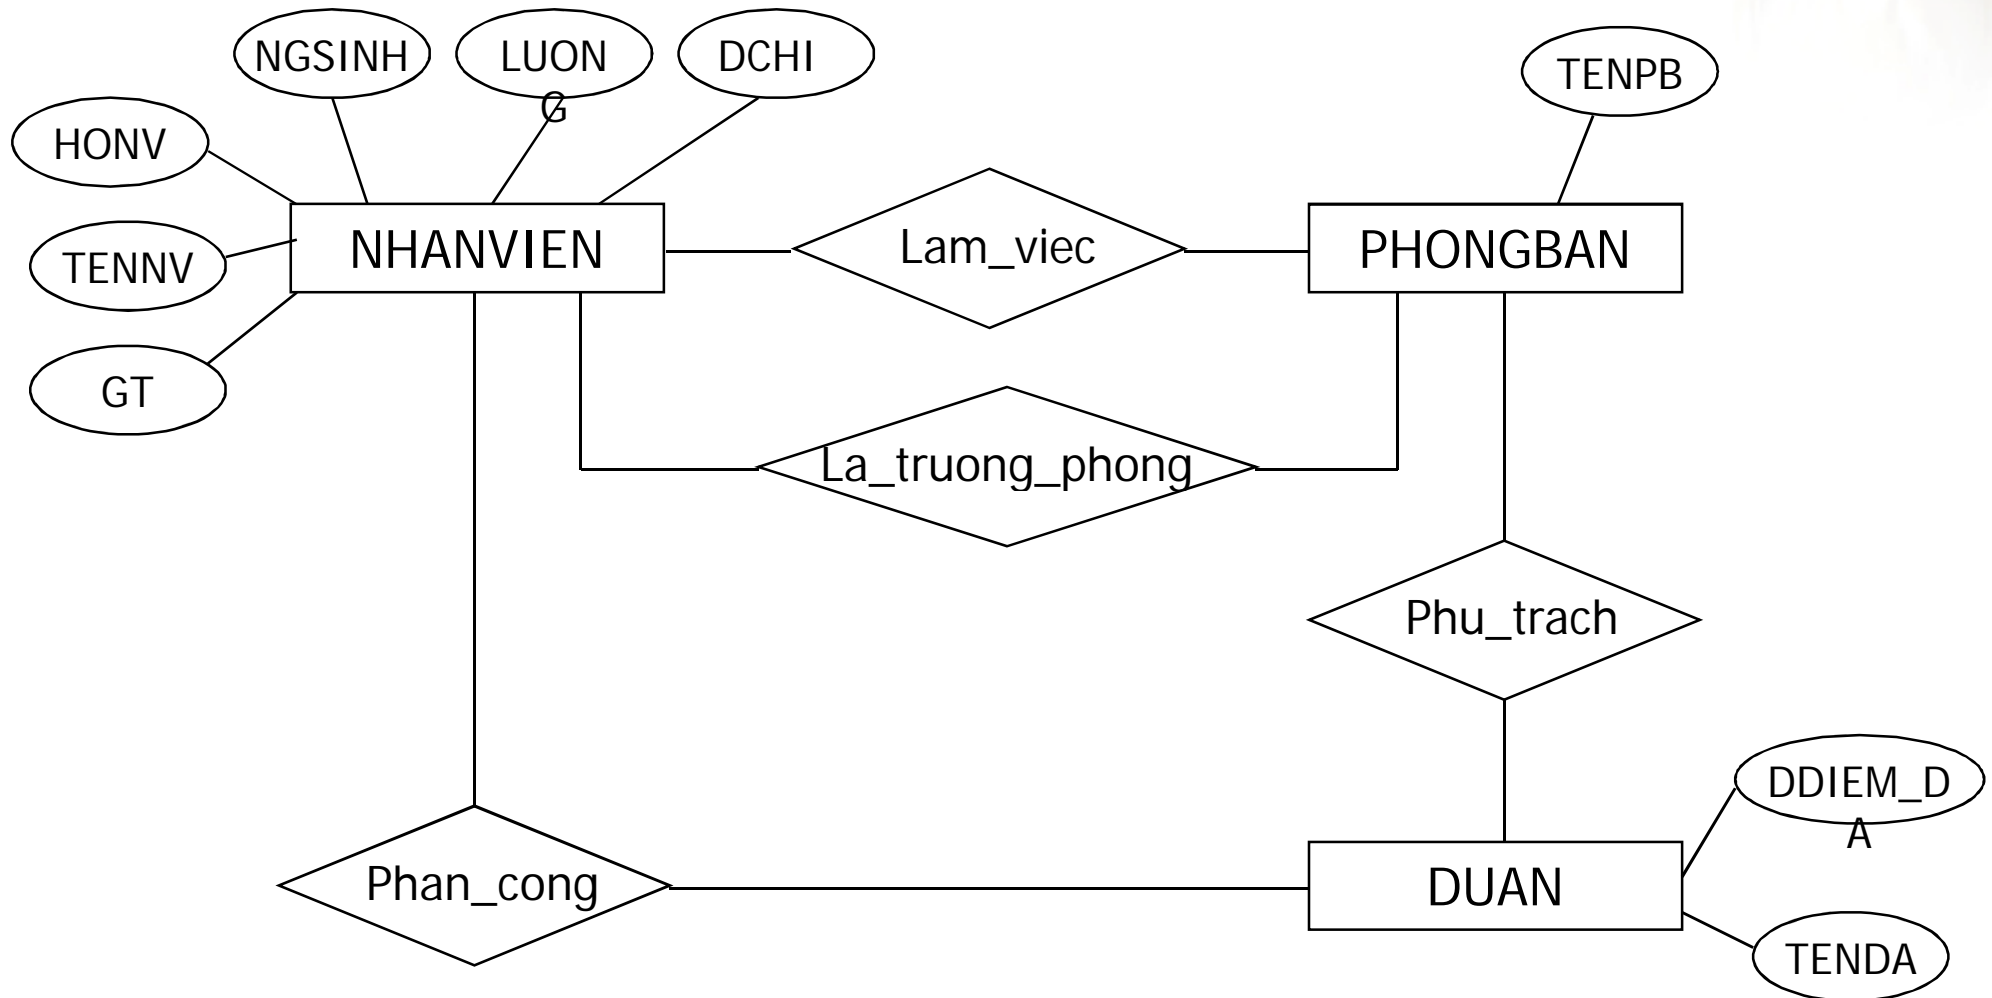 NGSINH
LUON
G
DCHI
TENPB
HONV
TENNV
GT
NHANVIEN
Lam_viec
PHONGBAN
La_truong_phong
Phu_trach
DDIEM_D
A
Phan_cong
DUAN
TENDA